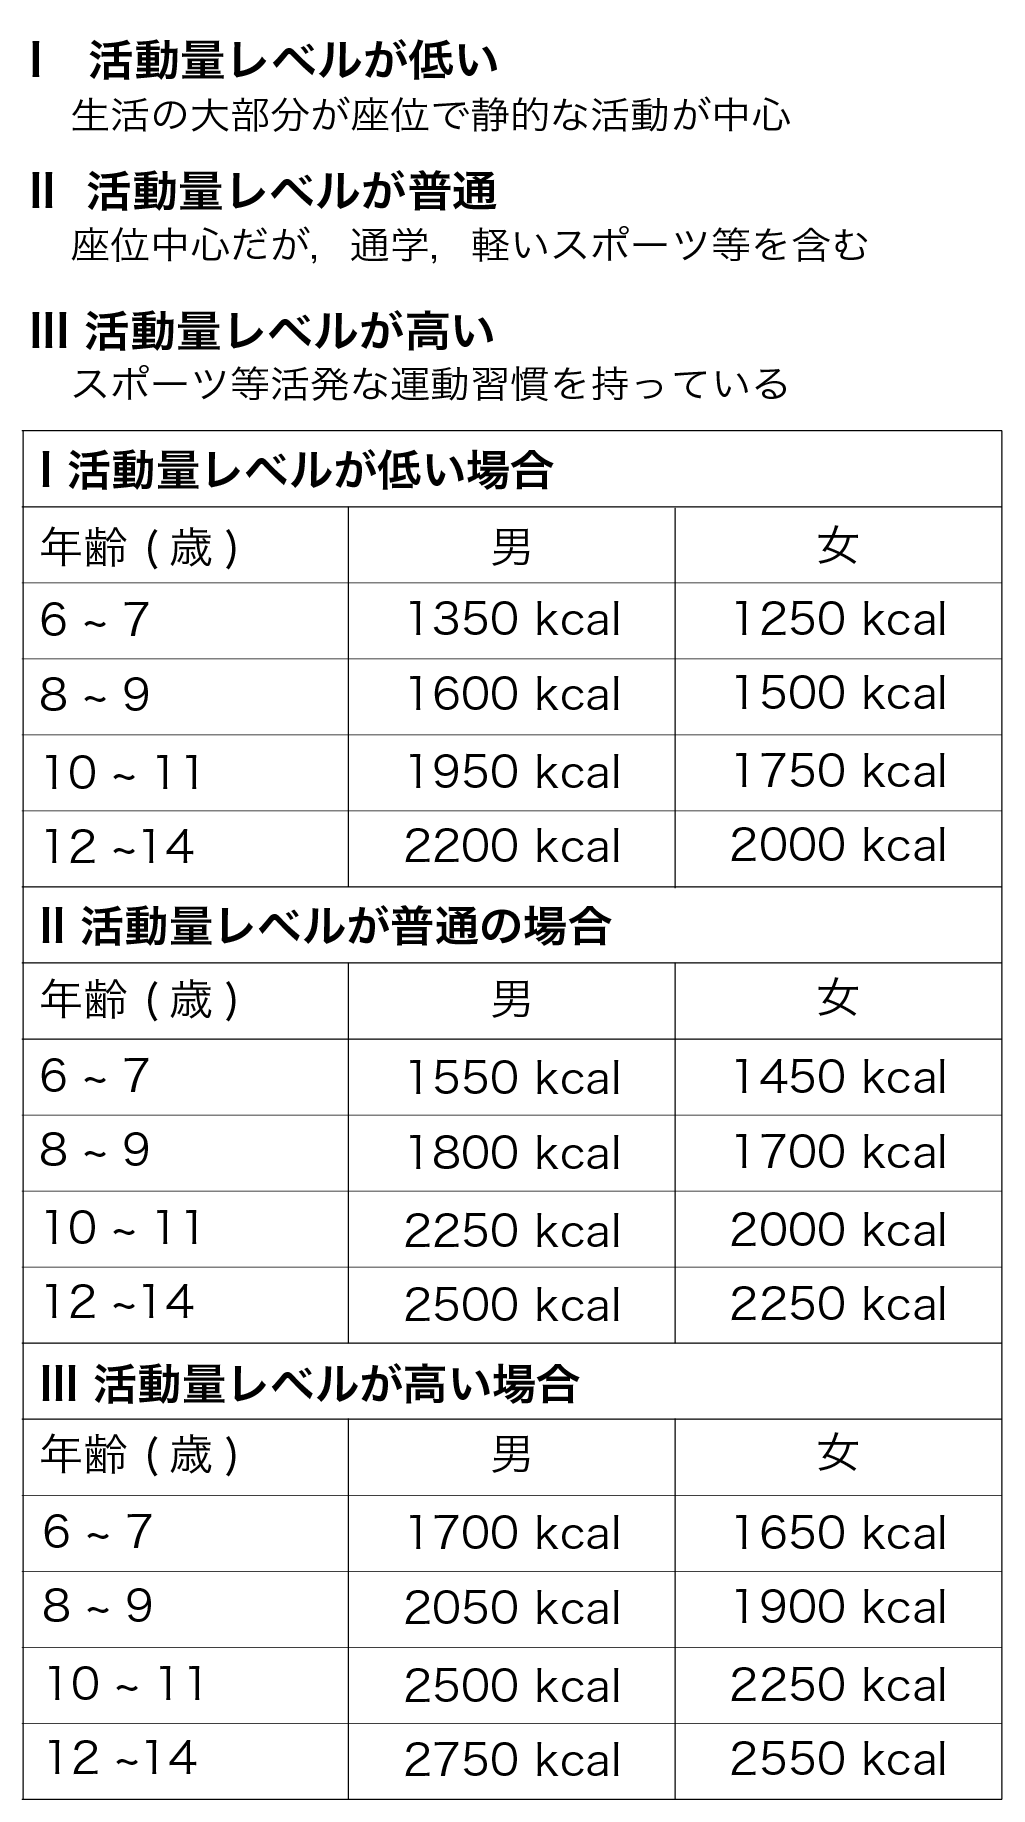 I 活動量レベルが低い
生活の大部分が座位で静的な活動が中心
II 活動量レベルが普通
座位中心だが，通学，軽いスポーツ等を含む
III 活動量レベルが高い
スポーツ等活発な運動習慣を持っている
I 活動量レベルが低い場合
年齢 ( 歳 ) 男 女
6 ~ 7 1350 kcal 1250 kcal
8 ~ 9 1600 kcal 1500 kcal
10 ~ 11 1950 kcal 1750 kcal
12 ~14 2200 kcal 2000 kcal
II 活動量レベルが普通の場合
年齢 ( 歳 ) 男 女
6 ~ 7 1550 kcal 1450 kcal
8 ~ 9 1800 kcal 1700 kcal
10 ~ 11 2250 kcal 2000 kcal
12 ~14 2500 kcal 2250 kcal
III 活動量レベルが高い場合
年齢 ( 歳 ) 男 女
6 ~ 7 1700 kcal 1650 kcal
8 ~ 9 2050 kcal 1900 kcal
10 ~ 11 2500 kcal 2250 kcal
12 ~14 2750 kcal 2550 kcal